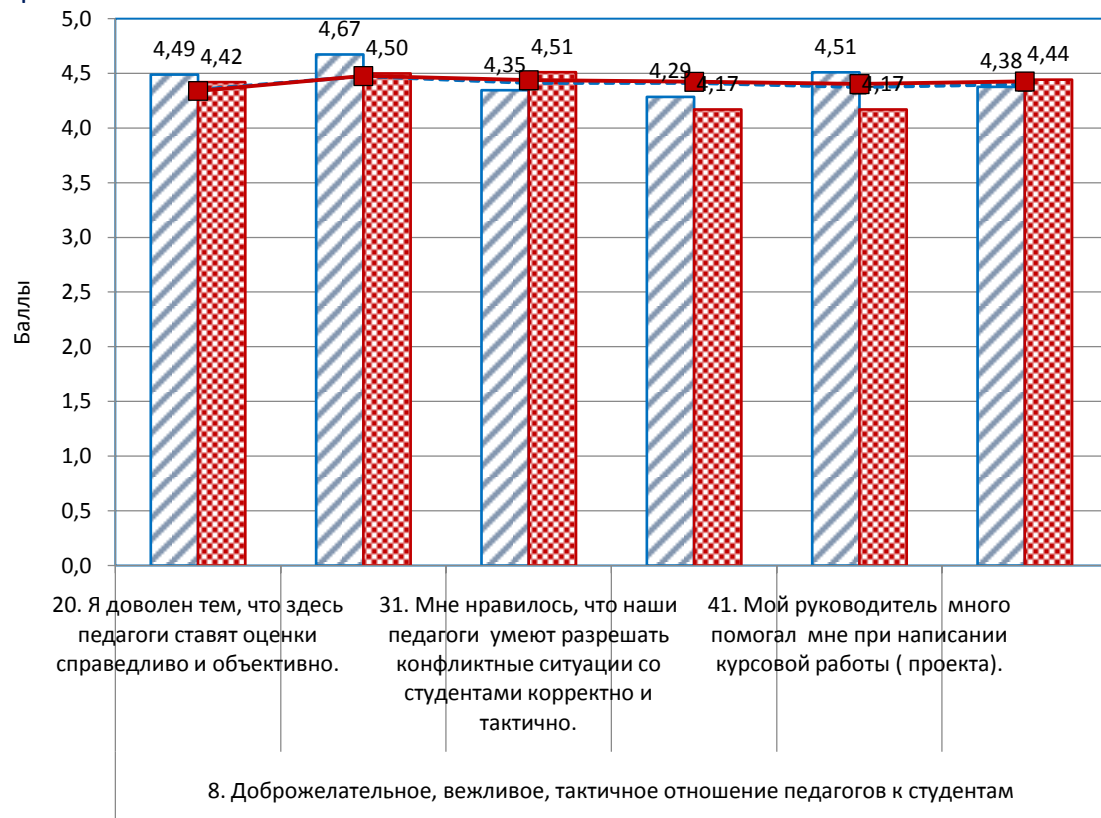 5,0
4,5
4,0
3,5
3,0
2,5
2,0
1,5
1,0
0,5
0,0
Баллы
4,49
4,42
4,67
4,50
4,35
4,51
4,29
4,17
4,51
4,17
4,38
4,44
20. Я доволен тем, что здесь
педагоги ставят оценки
справедливо и объективно.
31. Мне нравилось, что наши
педагоги умеют разрешать
конфликтные ситуации со
студентами корректно и
тактично.
41. Мой руководитель много
помогал мне при написании
курсовой работы ( проекта).
8. Доброжелательное, вежливое, тактичное отношение педагогов к студентам